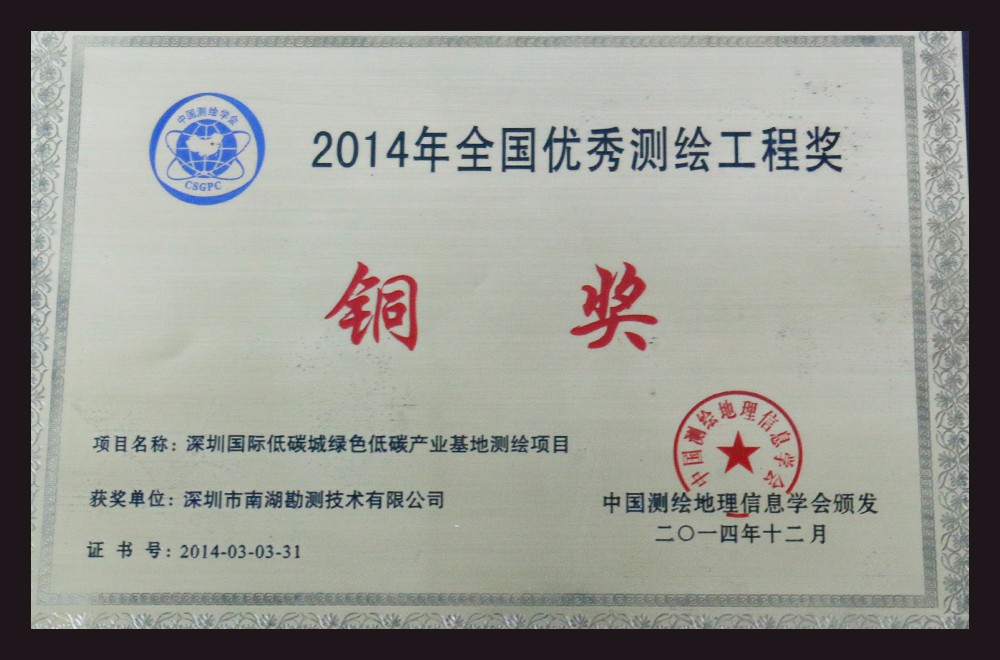 中国测绘学会
CSGPC
2014年全国优秀测绘工程奖
铜 奖
项目名称：深圳国际低碳城绿色低碳产业基地测绘项目
获奖单位：深圳市南湖勘测技术有限公司
证 书 号：2014-03-03-31
中国测绘地理信息学会
中国测绘地理信息学会颁发
二〇一四年十二月